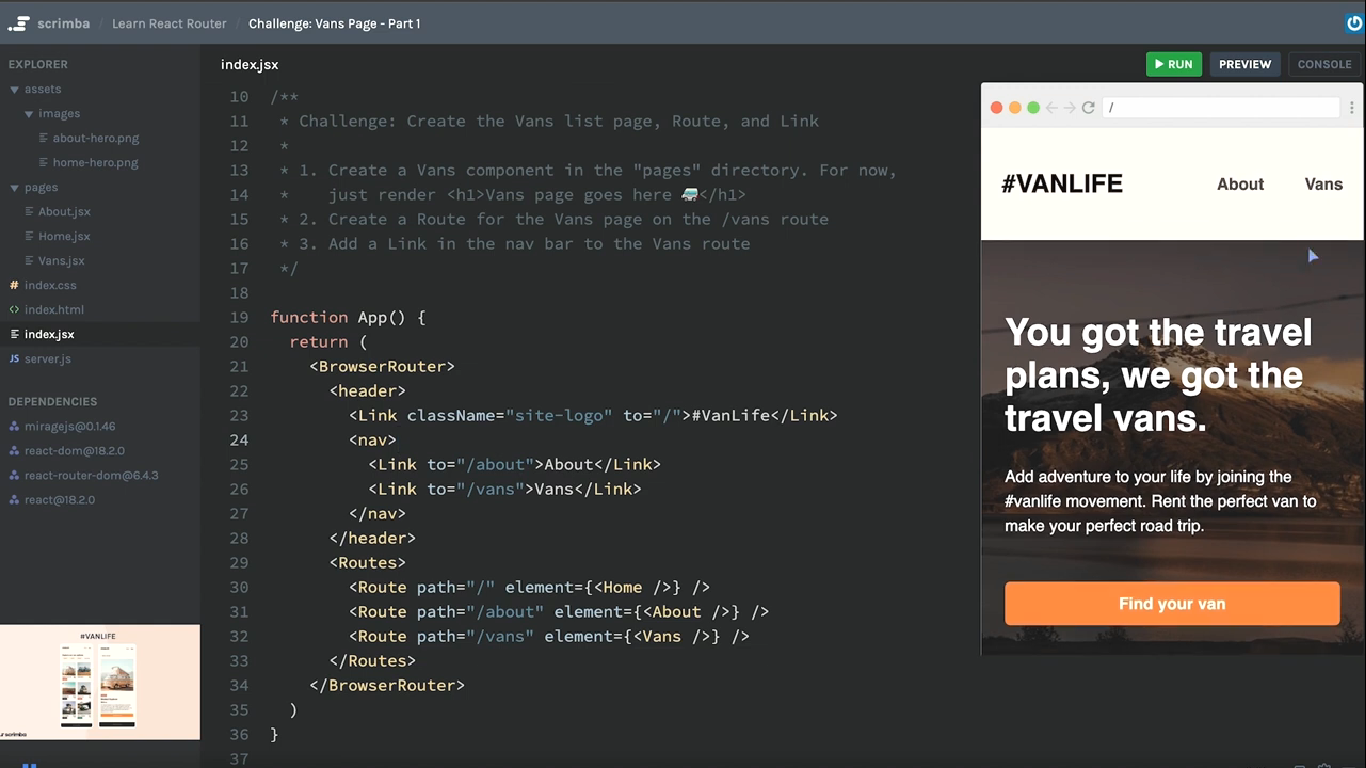 scrimba / Learn React Router / Challenge: Vans Page - Part 1
EXPLORER
assets
images
about-hero.png
home-hero.png
pages
About.jsx
Home.jsx
Vans.jsx
# index.css
<> index.html
index.jsx
JS server.js
DEPENDENCIES
miragejs@0.1.46
react-dom@18.2.0
react-router-dom@6.4.3
react@18.2.0
#VANLIFE
scrimba
index.jsx
RUN
PREVIEW
CONSOLE
10 /**
11 * Challenge: Create the Vans list page, Route, and Link
12 *
13 * 1. Create a Vans component in the "pages" directory. For now,
14 just render <h1>Vans page goes here 🚐</h1>
15 * 2. Create a Route for the Vans page on the /vans route
16 * 3. Add a Link in the nav bar to the Vans route
17 */
18
19 function App() {
20 return (
21 <BrowserRouter>
22 <header>
23 <Link className="site-logo" to="/">#VanLife</Link>
24 <nav>
25 <Link to="/about">About</Link>
26 <Link to="/vans">Vans</Link>
27 </nav>
28 </header>
29 <Routes>
30 <Route path="/" element={<Home />} />
31 <Route path="/about" element={<About />} />
32 <Route path="/vans" element={<Vans />} />
33 </Routes>
34 </BrowserRouter>
35 )
36 }
37
/
#VANLIFE
About
Vans
You got the travel
plans, we got the
travel vans.
Add adventure to your life by joining the
#vanlife movement. Rent the perfect van to
make your perfect road trip.
Find your van